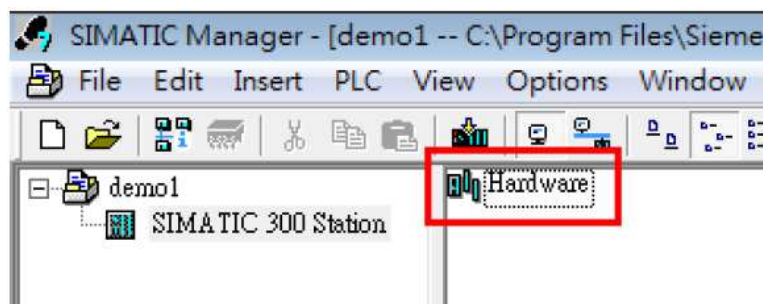 SIMATIC Manager - [demo1 -- C:\Program Files\Sieme
File Edit Insert PLC View Options Window
demo1
Hardware
SIMATIC 300 Station